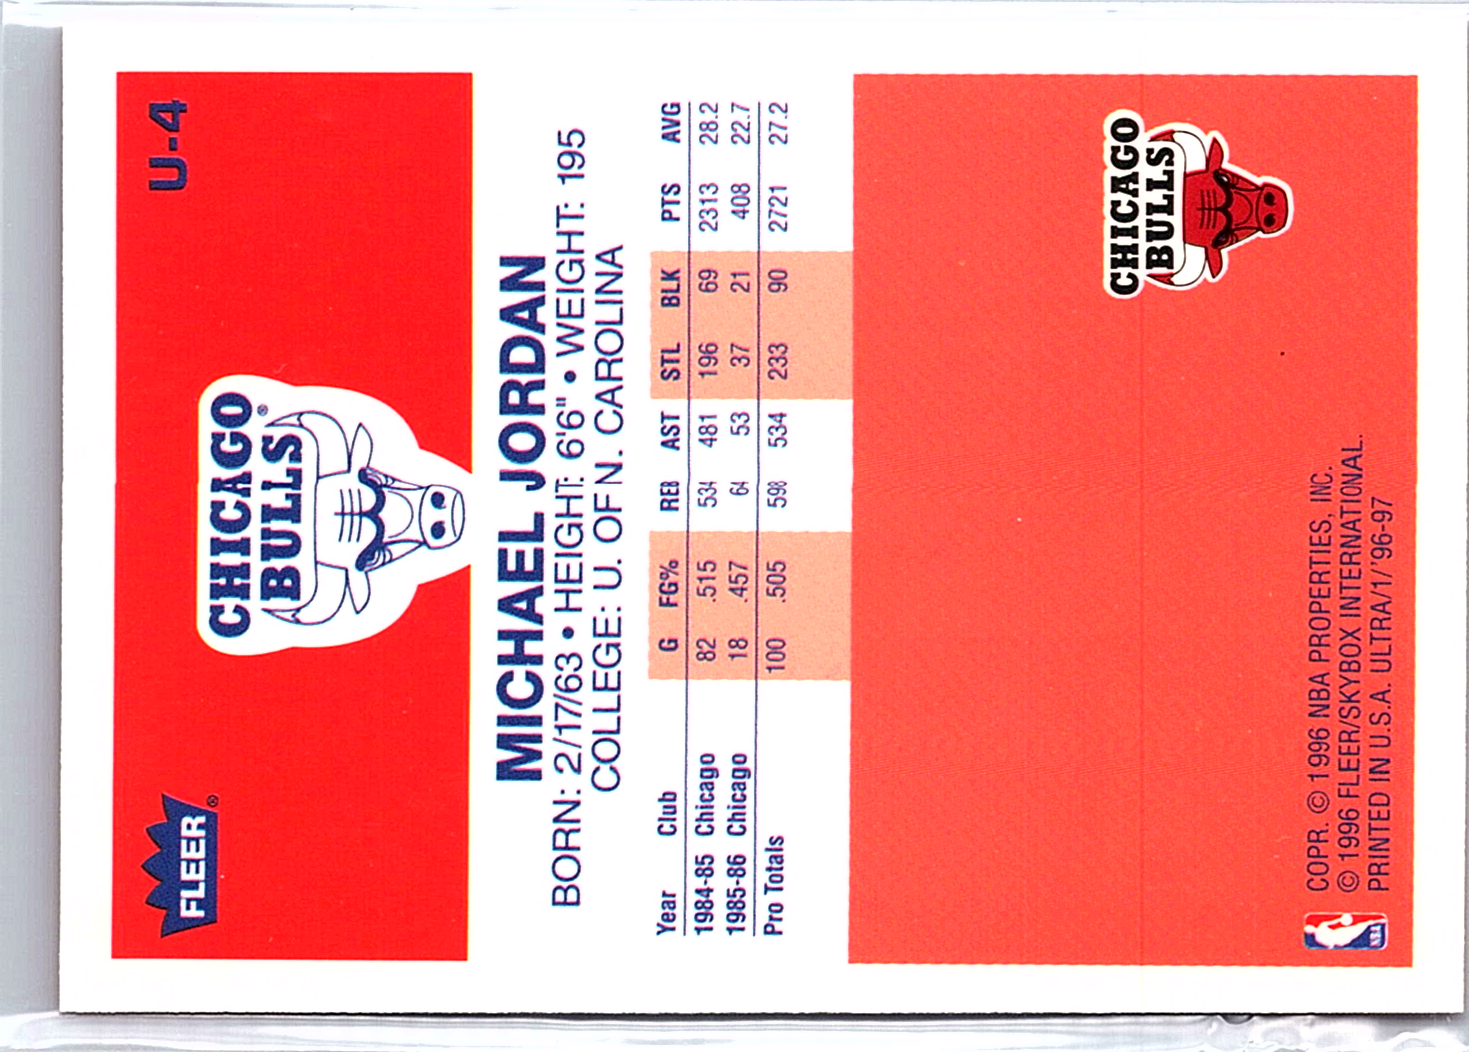 FLEER®
U-4
CHICAGO
BULLS®
MICHAEL JORDAN
BORN: 2/17/63 • HEIGHT: 6'6" • WEIGHT: 195
COLLEGE: U. OF N. CAROLINA
Year Club G FG% REB AST STL BLK PTS AVG
1984-85 Chicago 82 .515 534 481 196 69 2313 28.2
1985-86 Chicago 18 .457 64 53 37 21 408 22.7
Pro Totals 100 .505 598 534 233 90 2721 27.2
CHICAGO
BULLS
COPR. © 1996 NBA PROPERTIES, INC.
© 1996 FLEER/SKYBOX INTERNATIONAL.
PRINTED IN U.S.A. ULTRA/1/'96-97
NBA